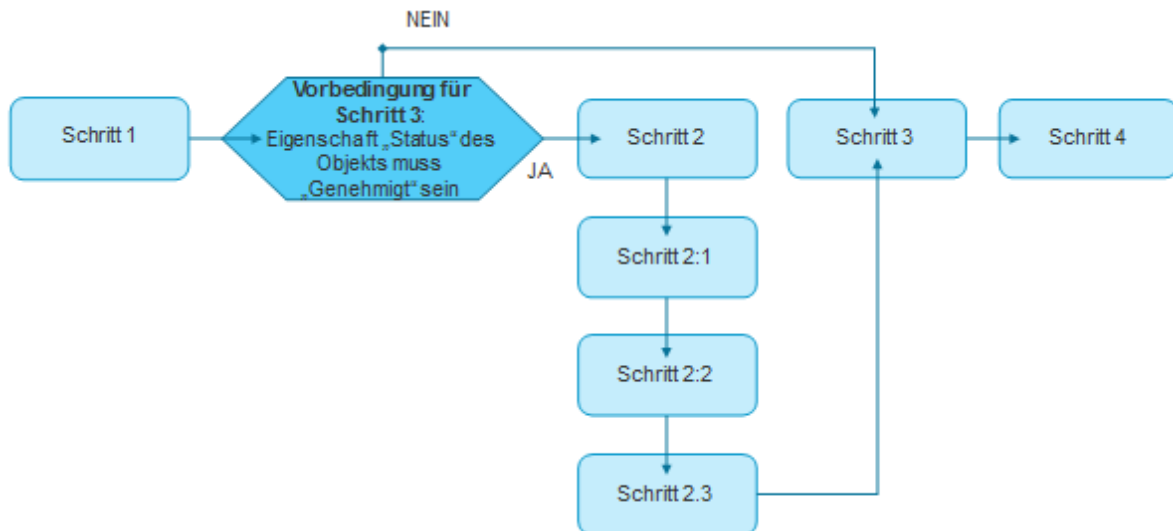 NEIN
Schritt 1
Vorbedingung für
Schritt 3:
Eigenschaft „Status“ des
Objekts muss
„Genehmigt“ sein
JA
Schritt 2
Schritt 3
Schritt 4
Schritt 2:1
Schritt 2:2
Schritt 2.3